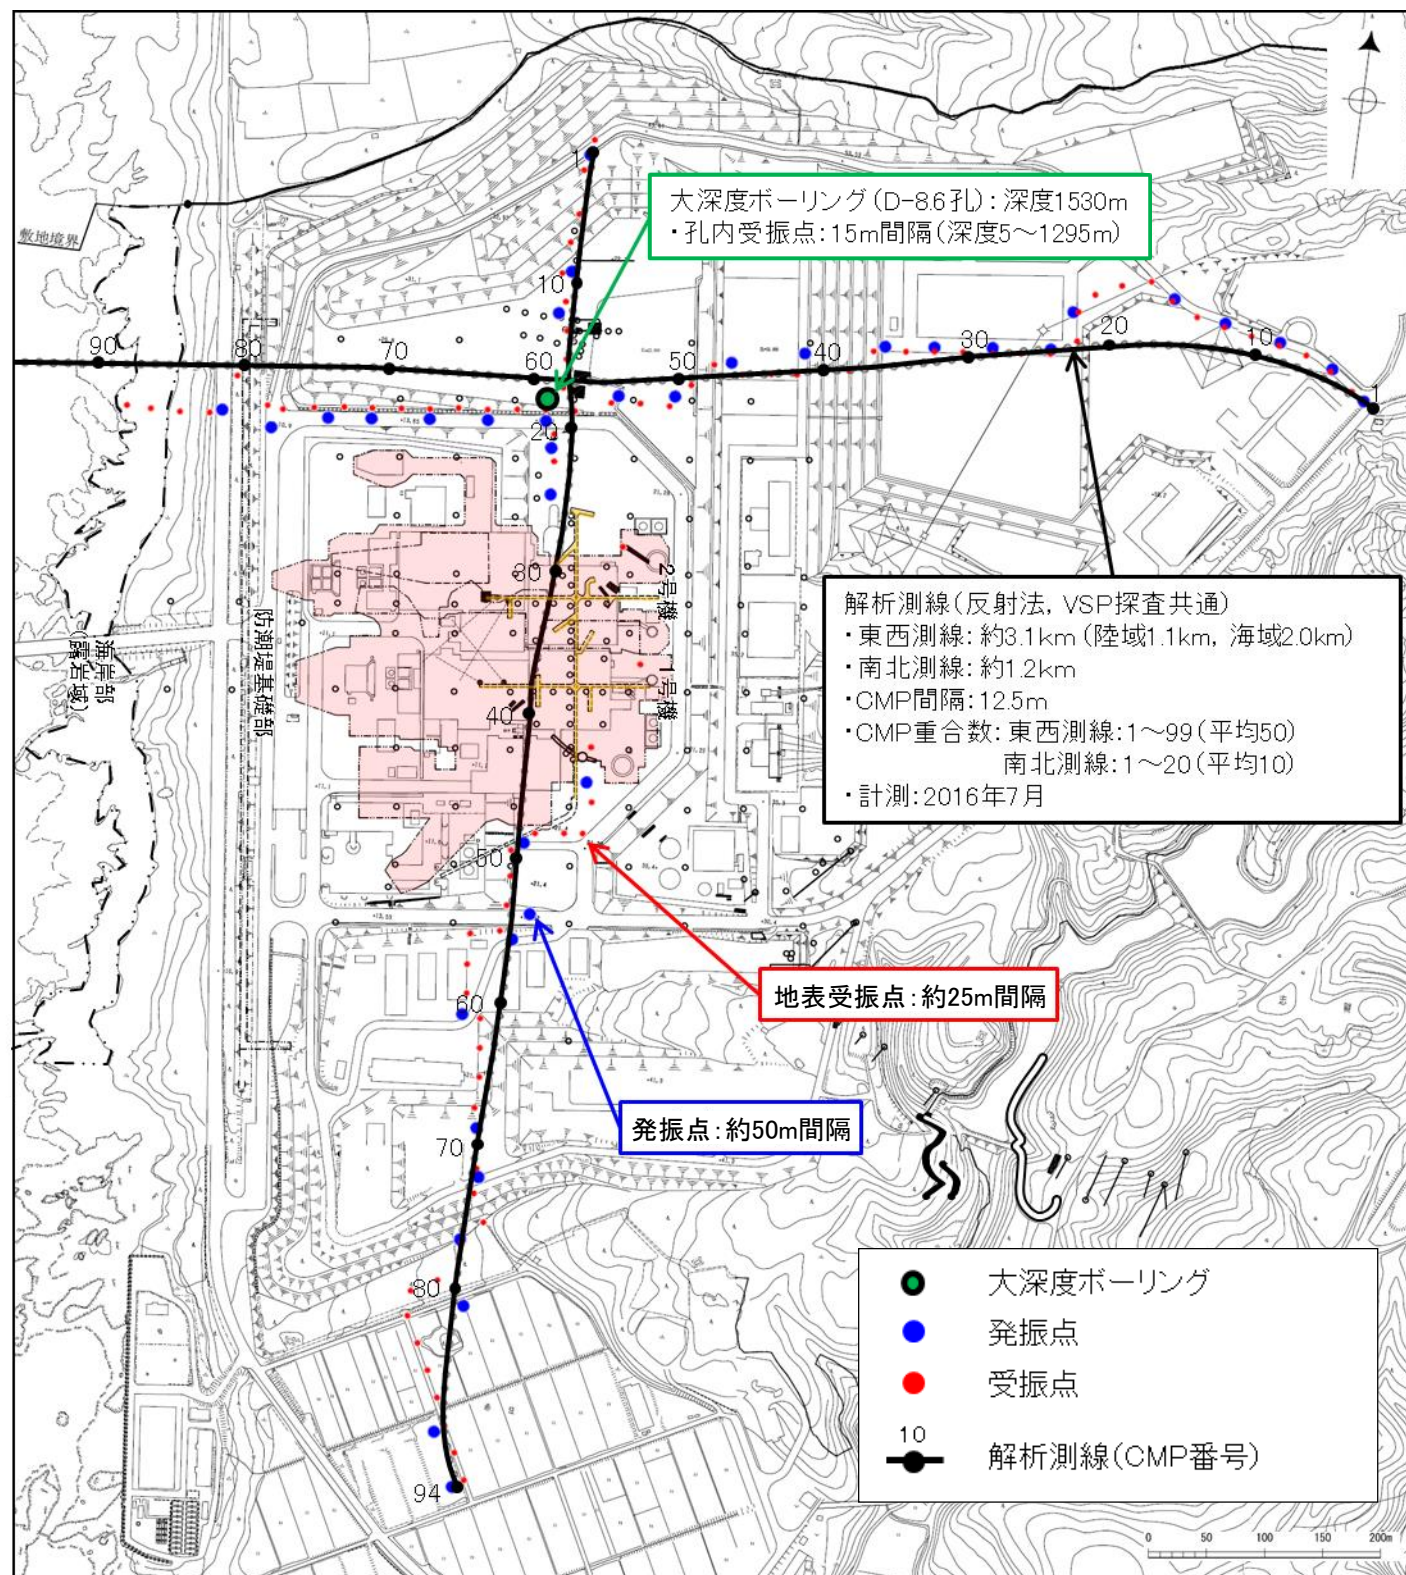 大深度ボーリング(D-8.6孔):深度1530m
・孔内受振点:15m間隔(深度5～1295m)
敷地境界
1
10
90
80
70
60
50
40
30
20
10
1
20
30
2号機
1号機
海岸部
(露岩域)
防潮堤基礎部
40
解析測線(反射法, VSP探査共通)
・東西測線:約3.1km(陸域1.1km, 海域2.0km)
・南北測線:約1.2km
・CMP間隔:12.5m
・CMP重合数:東西測線:1～99(平均50)
南北測線:1～20(平均10)
・計測:2016年7月
50
地表受振点:約25m間隔
60
発振点:約50m間隔
70
80
94
大深度ボーリング
発振点
受振点
10
解析測線(CMP番号)
0 50 100 150 200m